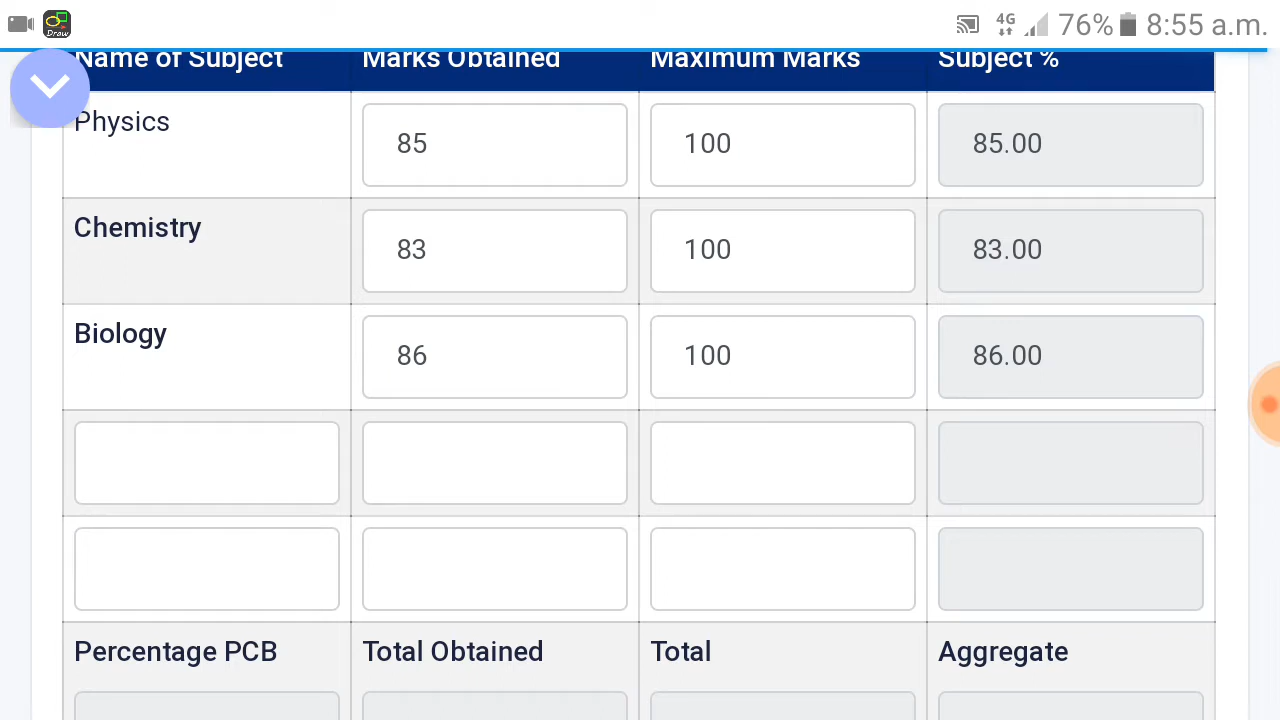 Draw
4G 76% 8:55 a.m.
Name of Subject Marks Obtained Maximum Marks Subject %
Physics 85 100 85.00
Chemistry 83 100 83.00
Biology 86 100 86.00
Percentage PCB Total Obtained Total Aggregate